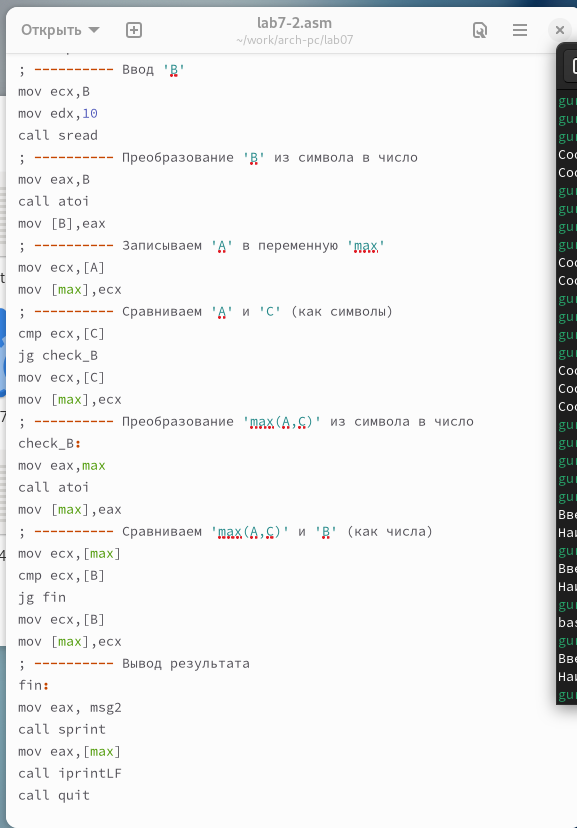 Открыть
lab7-2.asm
~/work/arch-pc/lab07
; ---------- Ввод 'B'
mov ecx,B
mov edx,10
call sread
; ---------- Преобразование 'B' из символа в число
mov eax,B
call atoi
mov [B],eax
; ---------- Записываем 'A' в переменную 'max'
mov ecx,[A]
mov [max],ecx
; ---------- Сравниваем 'A' и 'C' (как символы)
cmp ecx,[C]
jg check_B
mov ecx,[C]
mov [max],ecx
; ---------- Преобразование 'max(A,C)' из символа в число
check_B:
mov eax,max
call atoi
mov [max],eax
; ---------- Сравниваем 'max(A,C)' и 'B' (как числа)
mov ecx,[max]
cmp ecx,[B]
jg fin
mov ecx,[B]
mov [max],ecx
; ---------- Вывод результата
fin:
mov eax, msg2
call sprint
mov eax,[max]
call iprintLF
call quit